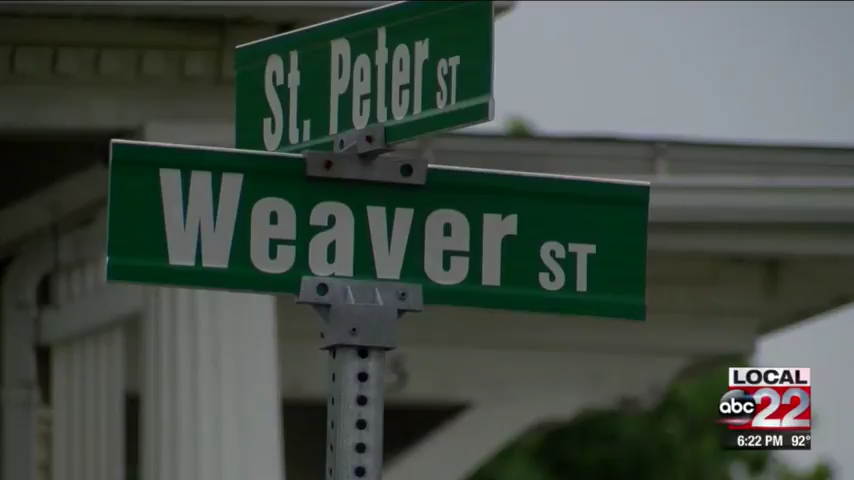 St. Peter ST
Weaver ST
LOCAL
abc 22
6:22 PM 92°